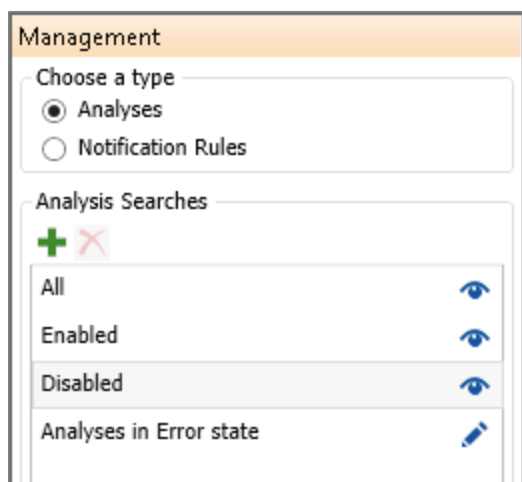 Management
Choose a type
Analyses
Notification Rules
Analysis Searches
All
Enabled
Disabled
Analyses in Error state